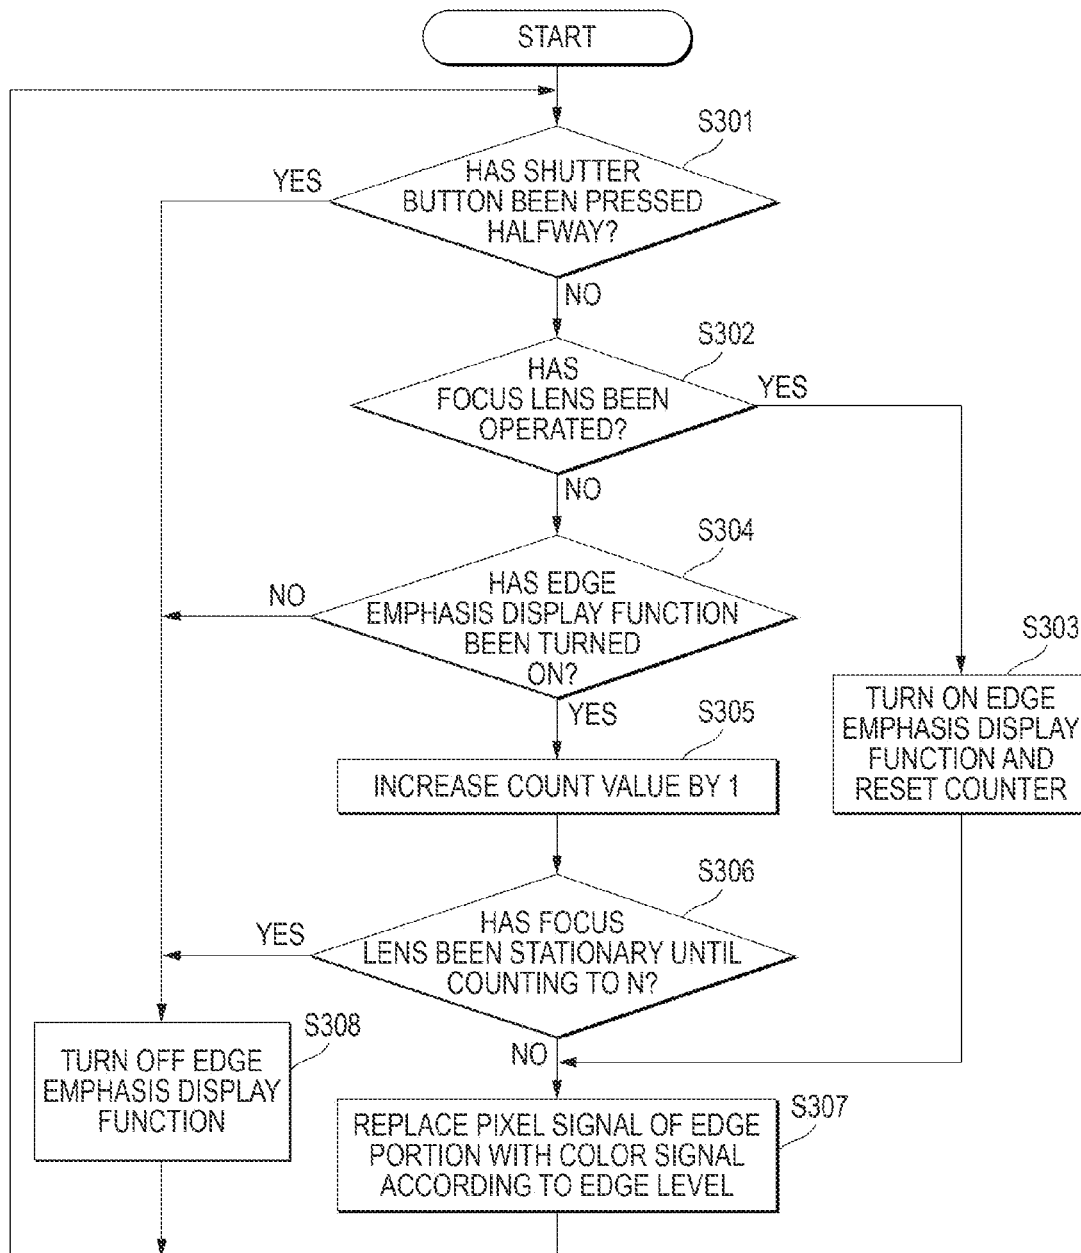 START
S301
HAS SHUTTER
BUTTON BEEN PRESSED
HALFWAY?
YES
NO
S302
HAS
FOCUS LENS BEEN
OPERATED?
YES
NO
S304
HAS EDGE
EMPHASIS DISPLAY FUNCTION
BEEN TURNED
ON?
NO
YES
S303
TURN ON EDGE
EMPHASIS DISPLAY
FUNCTION AND
RESET COUNTER
S305
INCREASE COUNT VALUE BY 1
S306
HAS FOCUS
LENS BEEN STATIONARY UNTIL
COUNTING TO N?
YES
NO
S308
TURN OFF EDGE
EMPHASIS DISPLAY
FUNCTION
S307
REPLACE PIXEL SIGNAL OF EDGE
PORTION WITH COLOR SIGNAL
ACCORDING TO EDGE LEVEL